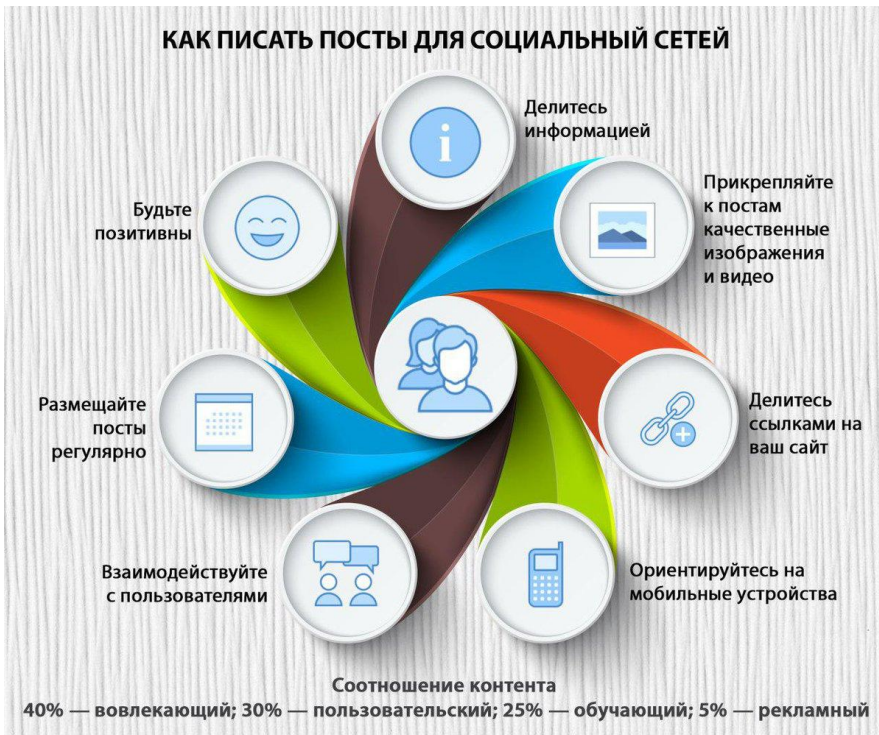 КАК ПИСАТЬ ПОСТЫ ДЛЯ СОЦИАЛЬНЫЙ СЕТЕЙ
Делитесь
информацией
Прикрепляйте
к постам
качественные
изображения
и видео
Делитесь
ссылками на
ваш сайт
Ориентируйтесь на
мобильные устройства
Взаимодействуйте
с пользователями
Размещайте
посты
регулярно
Будьте
позитивны
Соотношение контента
40% — вовлекающий; 30% — пользовательский; 25% — обучающий; 5% — рекламный